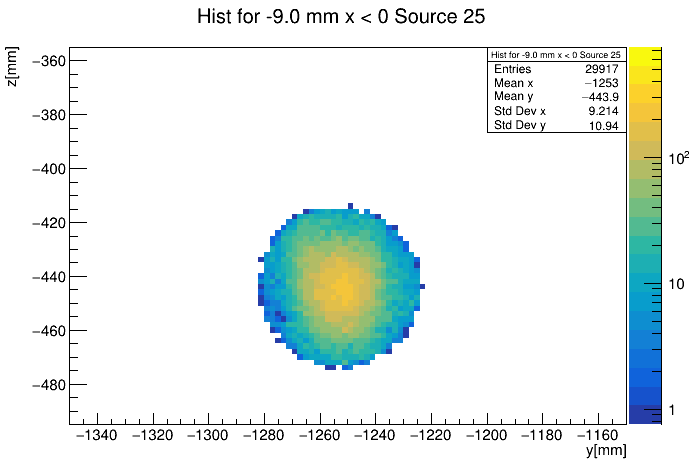 Hist for -9.0 mm x < 0 Source 25
z[mm]
Hist for -9.0 mm x < 0 Source 25
Entries 29917
Mean x −1253
Mean y −443.9
Std Dev x 9.214
Std Dev y 10.94
−360
−380
−400
−420
−440
−460
−480
10²
10
1
−1340 −1320 −1300 −1280 −1260 −1240 −1220 −1200 −1180 −1160
y[mm]